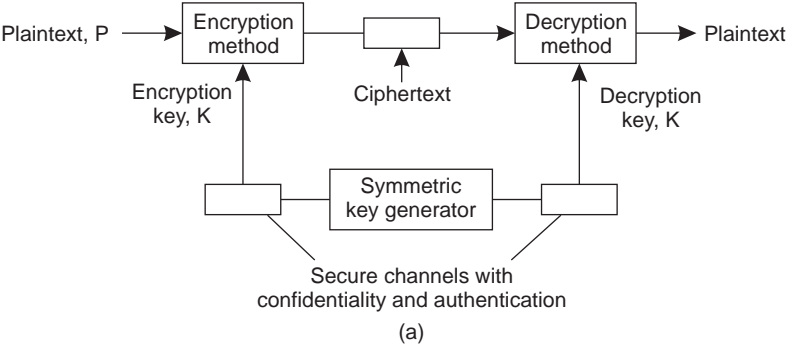 Plaintext, P
Encryption
method
Ciphertext
Decryption
method
Plaintext
Encryption
key, K
Decryption
key, K
Symmetric
key generator
Secure channels with
confidentiality and authentication
(a)